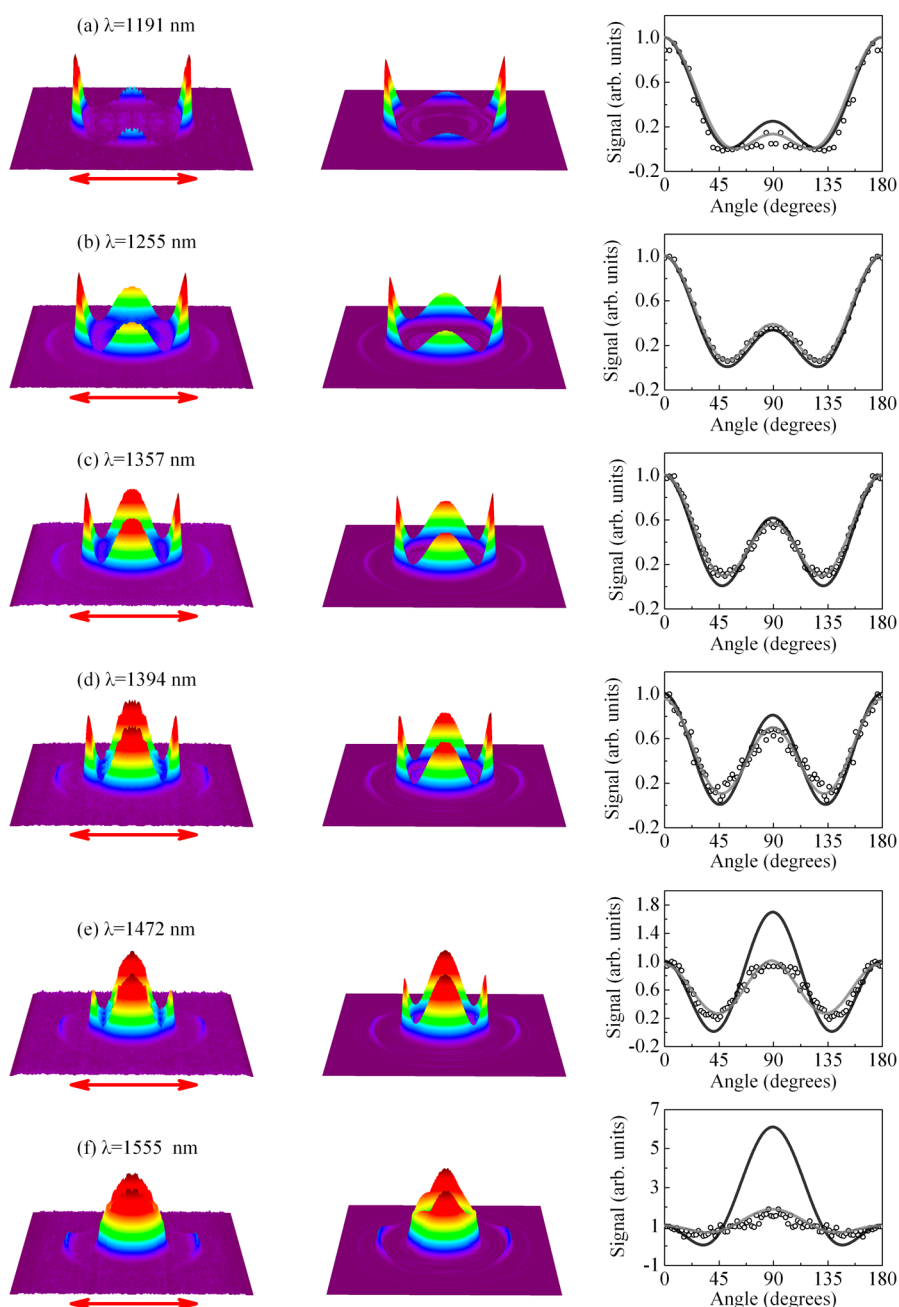 (a) λ=1191 nm
Signal (arb. units)
1.0
0.6
0.2
-0.2
0 45 90 135 180
Angle (degrees)
(b) λ=1255 nm
Signal (arb. units)
1.0
0.6
0.2
-0.2
0 45 90 135 180
Angle (degrees)
(c) λ=1357 nm
Signal (arb. units)
1.0
0.6
0.2
-0.2
0 45 90 135 180
Angle (degrees)
(d) λ=1394 nm
Signal (arb. units)
1.0
0.6
0.2
-0.2
0 45 90 135 180
Angle (degrees)
(e) λ=1472 nm
Signal (arb. units)
1.8
1.4
1.0
0.6
0.2
-0.2
0 45 90 135 180
Angle (degrees)
(f) λ=1555 nm
Signal (arb. units)
7
5
3
1
-1
0 45 90 135 180
Angle (degrees)